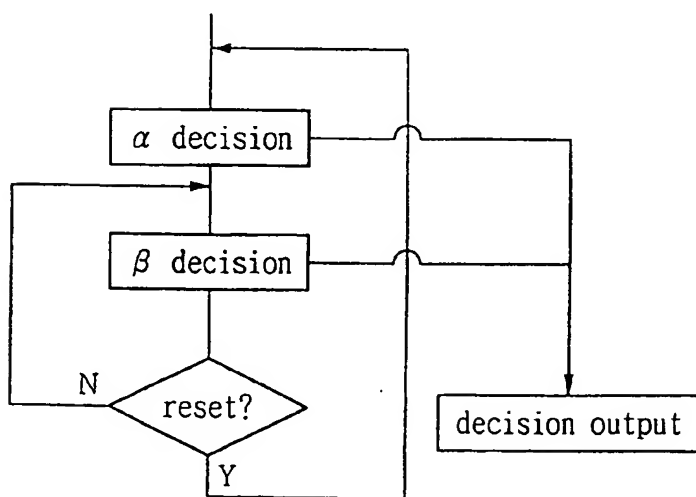 α decision
β decision
N
reset?
decision output
Y